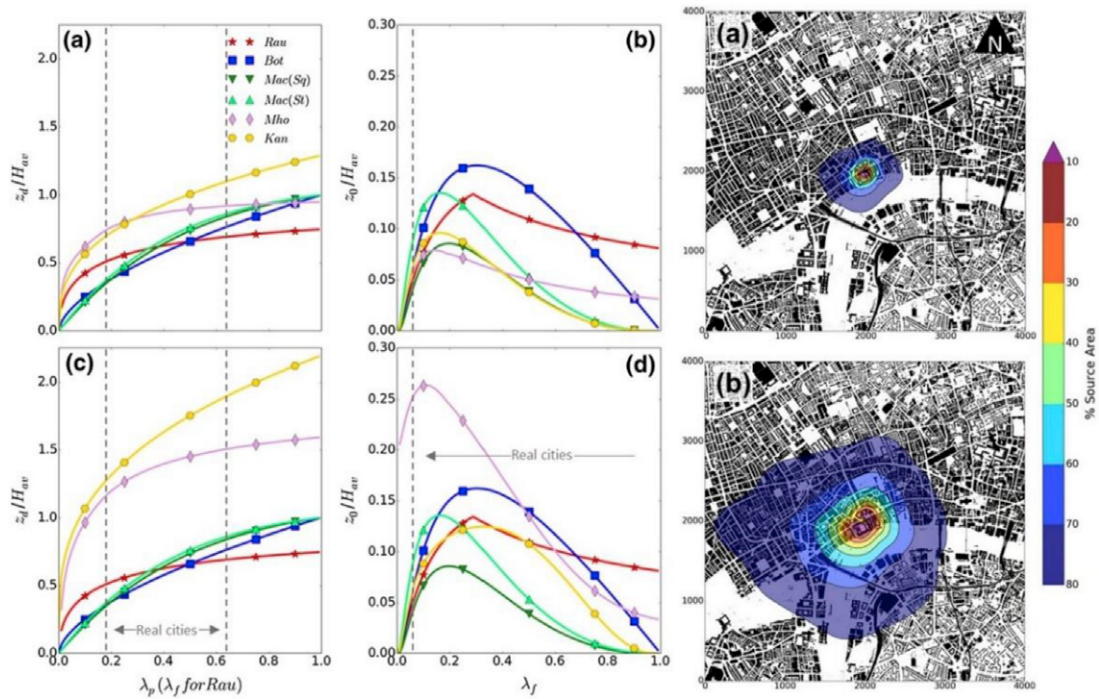 (a)
z_d/H_av
2.0
1.5
1.0
0.5
0.0
Rau
Bot
Mac(Sq)
Mac(St)
Mho
Kan
(b)
z_0/H_av
0.30
0.25
0.20
0.15
0.10
0.05
0.00
(c)
z_d/H_av
2.0
1.5
1.0
0.5
0.0
Real cities
0.0 0.2 0.4 0.6 0.8 1.0
λ_p (λ_f for Rau)
(d)
z_0/H_av
0.30
0.25
0.20
0.15
0.10
0.05
0.00
Real cities
0.0 0.2 0.4 0.6 0.8 1.0
λ_f
(a)
N
4000
3000
2000
1000
0
0 1000 2000 3000 4000
(b)
4000
3000
2000
1000
0
0 1000 2000 3000 4000
10
20
30
40
50
60
70
80
% Source Area